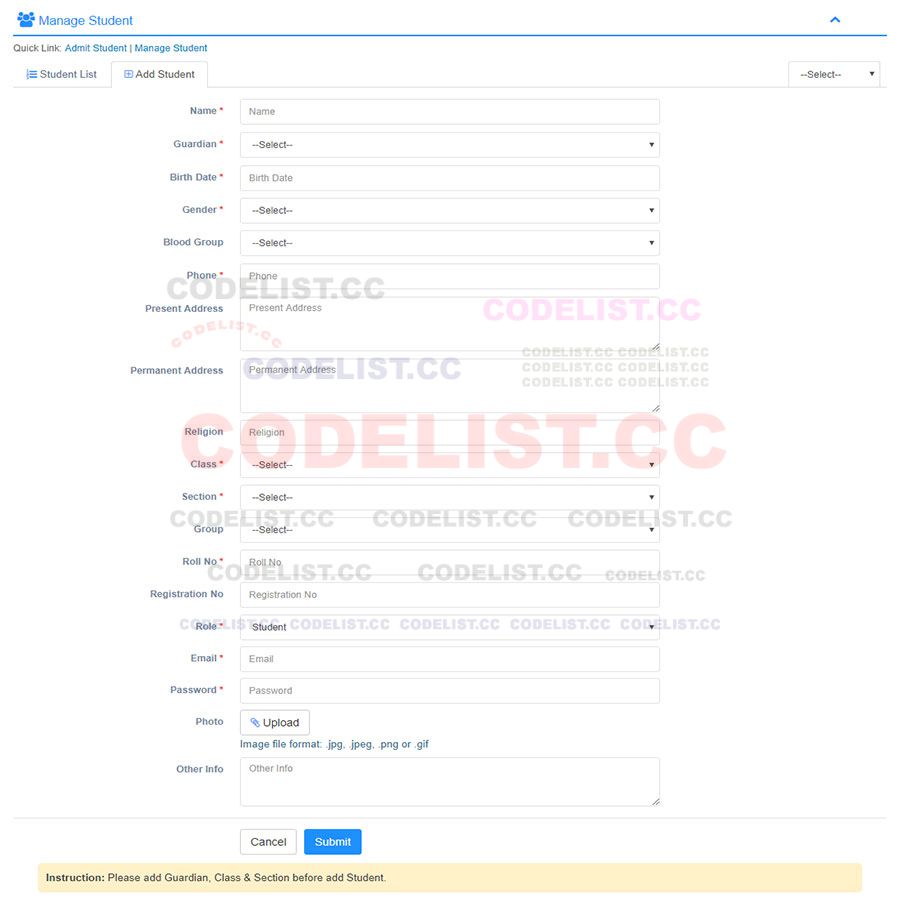 Manage Student
Quick Link: Admit Student | Manage Student
Student List
Add Student
--Select--
Name *
Name
Guardian *
--Select--
Birth Date *
Birth Date
Gender *
--Select--
Blood Group
--Select--
Phone *
Phone
CODELIST.CC
Present Address
Present Address
CODELIST.CC
CODELIST.CC
CODELIST.CC CODELIST.CC
Permanent Address
Permanent Address
CODELIST.CC
CODELIST.CC CODELIST.CC
CODELIST.CC CODELIST.CC
Religion
Religion
CODELIST.CC
Class *
--Select--
Section *
--Select--
CODELIST.CC CODELIST.CC CODELIST.CC
Group
--Select--
Roll No *
Roll No
CODELIST.CC CODELIST.CC CODELIST.CC
Registration No
Registration No
Role *
Student
CODELIST.CC CODELIST.CC CODELIST.CC CODELIST.CC CODELIST.CC
Email *
Email
Password *
Password
Photo
Upload
Image file format: .jpg, .jpeg, .png or .gif
Other Info
Other Info
Cancel
Submit
Instruction: Please add Guardian, Class & Section before add Student.